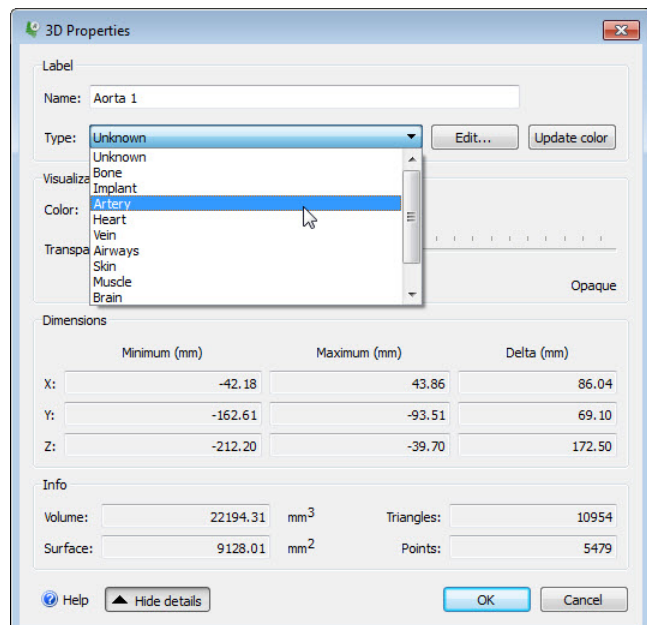 3D Properties
Label
Name: Aorta 1
Type: Unknown Edit... Update color
Unknown
Bone
Implant
Artery
Heart
Vein
Airways
Skin
Muscle
Brain
Visualiza
Color:
Transpa
Opaque
Dimensions
Minimum (mm) Maximum (mm) Delta (mm)
X: -42.18 43.86 86.04
Y: -162.61 -93.51 69.10
Z: -212.20 -39.70 172.50
Info
Volume: 22194.31 mm3 Triangles: 10954
Surface: 9128.01 mm2 Points: 5479
Help Hide details OK Cancel